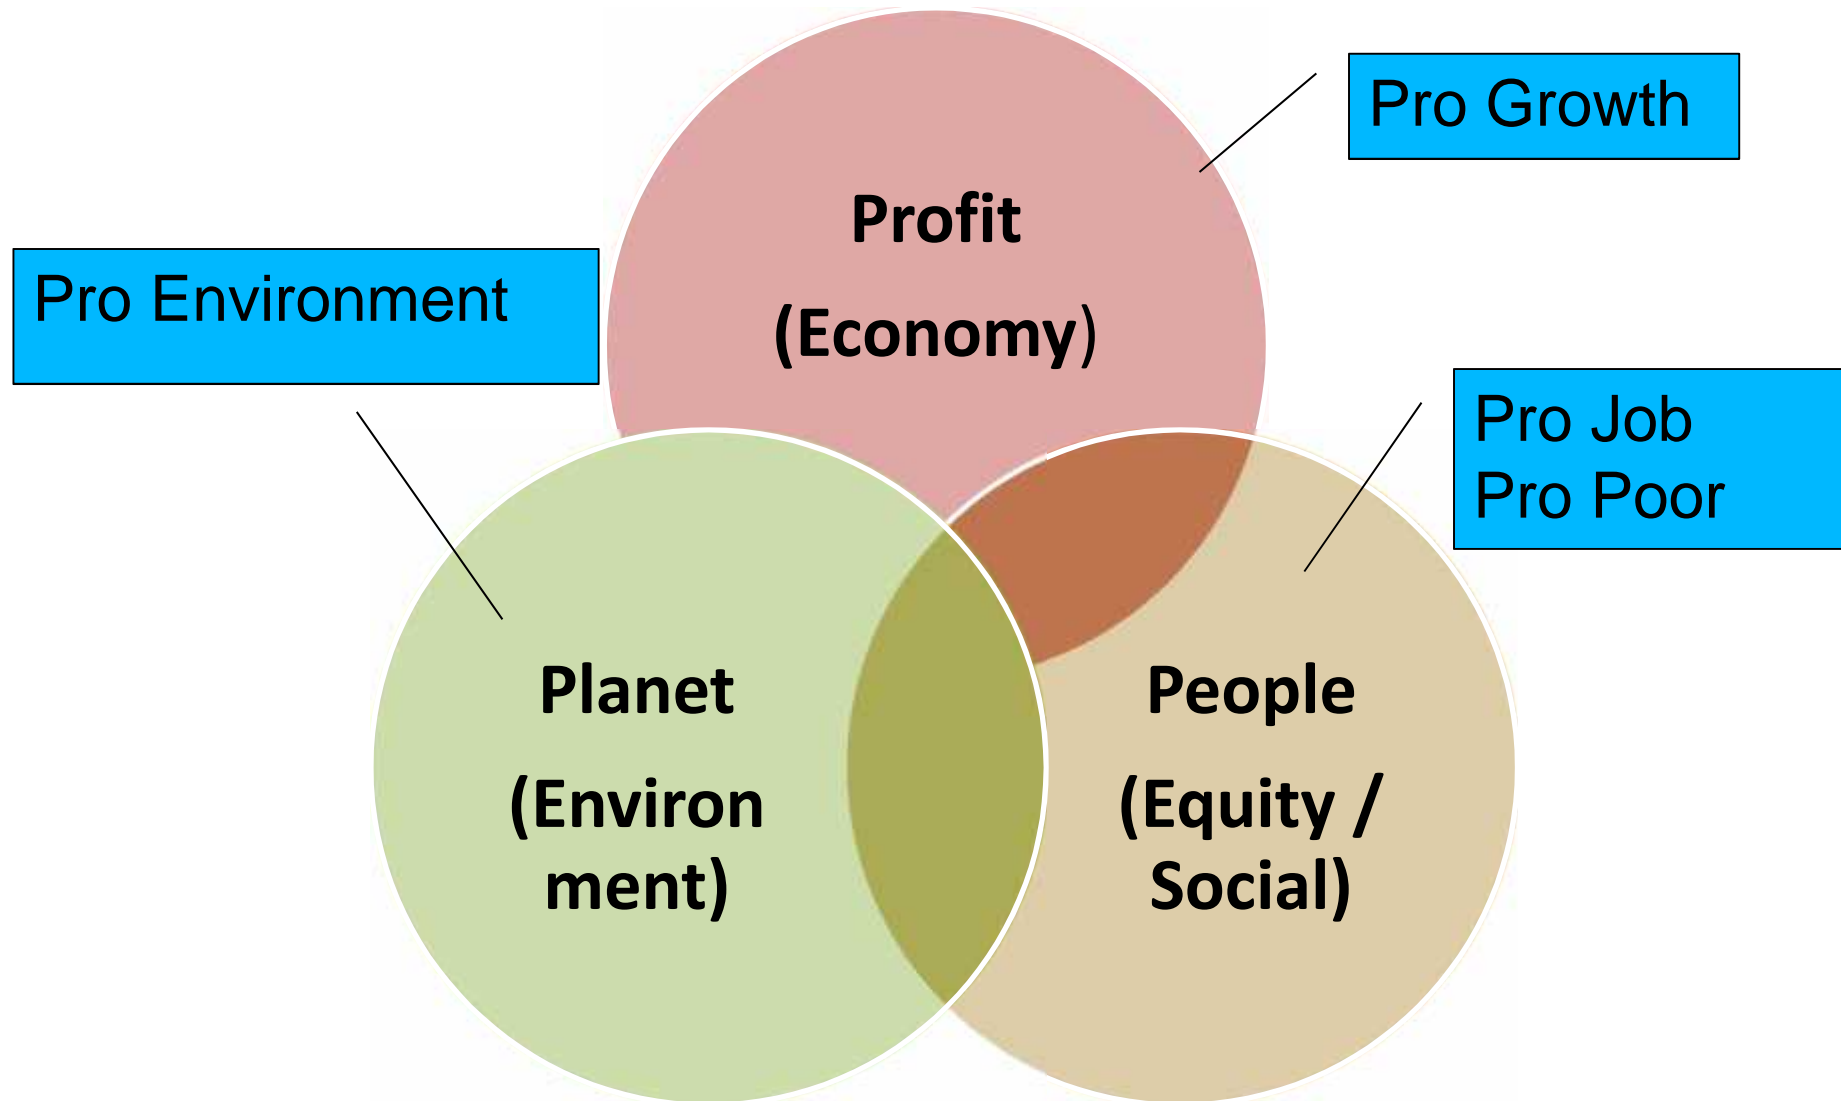 Pro Growth
Profit
(Economy)
Pro Environment
Pro Job
Pro Poor
Planet
(Environ
ment)
People
(Equity /
Social)